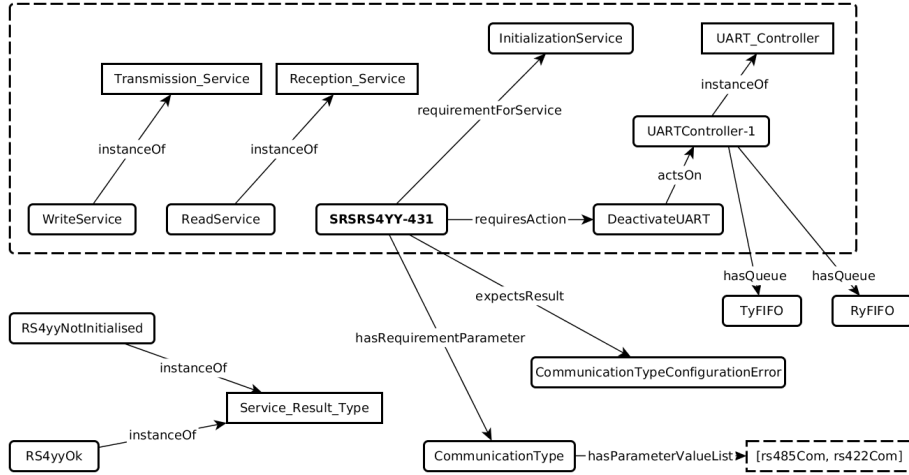 InitializationService
UART_Controller
Transmission_Service
Reception_Service
instanceOf
requirementForService
UARTController-1
instanceOf
instanceOf
actsOn
WriteService
ReadService
SRSRS4YY-431
requiresAction
DeactivateUART
hasQueue
hasQueue
expectsResult
TyFIFO
RyFIFO
RS4yyNotInitialised
hasRequirementParameter
instanceOf
CommunicationTypeConfigurationError
Service_Result_Type
instanceOf
RS4yyOk
CommunicationType
hasParameterValueList
[rs485Com, rs422Com]